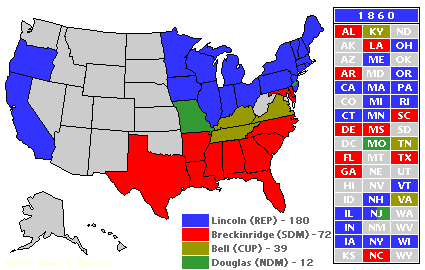 1860
AL KY ND
AK LA OH
AZ ME OK
AR MD OR
CA MA PA
CO MI RI
CT MN SC
DE MS SD
DC MO TN
FL MT TX
GA NE UT
HI NV VT
ID NH VA
IL NJ WA
IN NM WV
IA NY WI
KS NC WY
Lincoln (REP) - 180
Breckinridge (SDM) - 72
Bell (CUP) - 39
Douglas (NDM) - 12